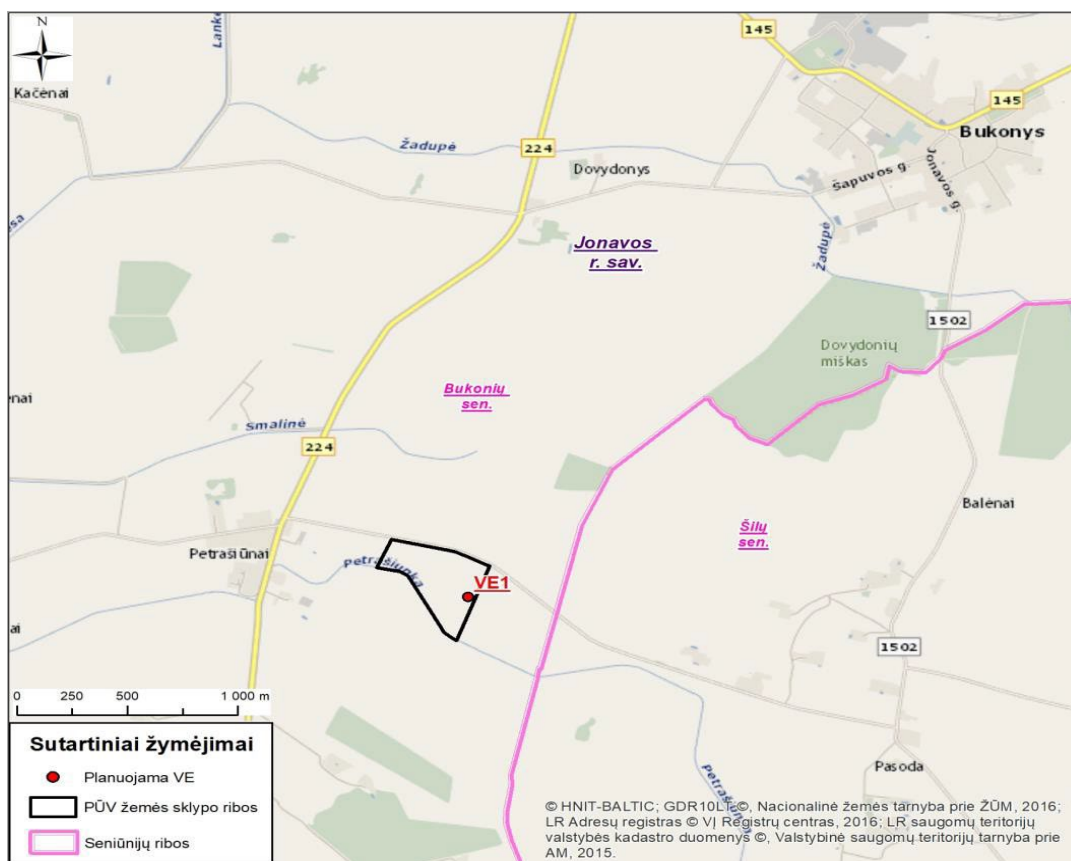 N
145
Lankė
Kačėnai
145
Bukonys
Žadupė
224
Dovydonys
Šapuvos g.
Jonavos g.
Jonavos
r. sav.
Žadupė
1502
Dovydonių
miškas
Bukonių
sen.
Smalinė
224
Balėnai
Šilų
sen.
Petrašiūnai
Petrašiunka
VE1
1502
0 250 500 1 000 m
Sutartiniai žymėjimai
Planuojama VE
PŪV žemės sklypo ribos
Seniūnijų ribos
Pasoda
Petrašiunka
© HNIT-BALTIC; GDR10LT ©, Nacionalinė žemės tarnyba prie ŽŪM, 2016;
LR Adresų registras © VĮ Registrų centras, 2016; LR saugomų teritorijų
valstybės kadastro duomenys ©, Valstybinė saugomų teritorijų tarnyba prie
AM, 2015.